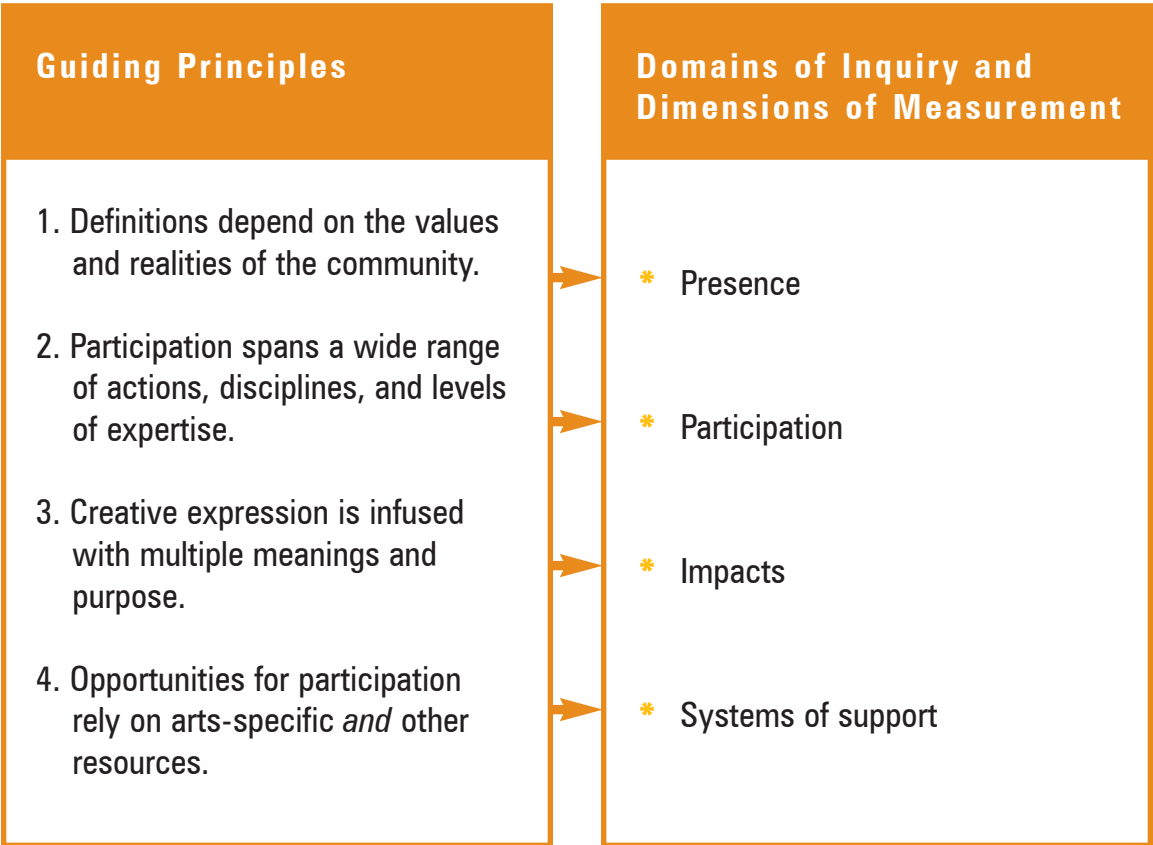 Guiding Principles
1. Definitions depend on the values
and realities of the community.
2. Participation spans a wide range
of actions, disciplines, and levels
of expertise.
3. Creative expression is infused
with multiple meanings and
purpose.
4. Opportunities for participation
rely on arts-specific and other
resources.
Domains of Inquiry and
Dimensions of Measurement
* Presence
* Participation
* Impacts
* Systems of support